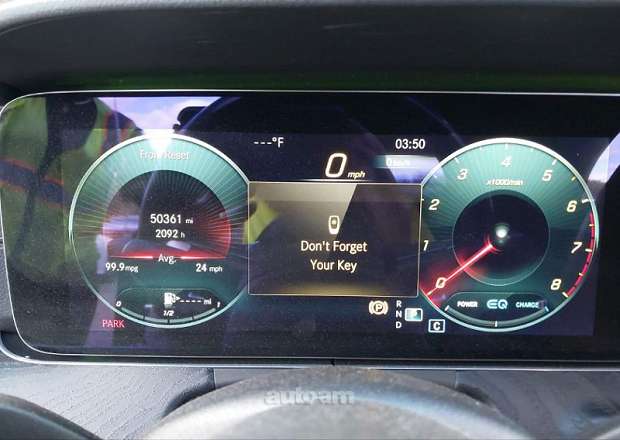 From Reset
50361 mi
2092 h
Avg.
99.9 mpg 24 mph
0 1/2 1
--- mi
PARK
---°F
03:50
0 mph
Don't Forget
Your Key
0 1 2 3 4 5 6 7 8
x1000/min
POWER EQ CHARGE
P
R
N
D
P
C
autoam